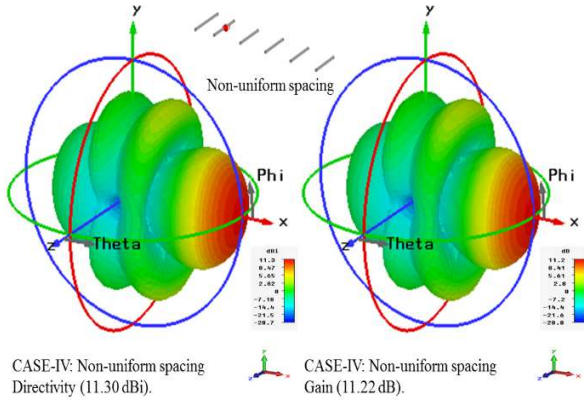 Y
Non-uniform spacing
Phi
x
z
Theta
dBi
11.3
8.47
5.65
2.82
0
-7.18
-14.4
-21.5
-28.7
CASE-IV: Non-uniform spacing
Directivity (11.30 dBi).
Y
Phi
x
z
Theta
dB
11.2
8.41
5.61
2.82
0
-7.20
-14.4
-21.6
-28.8
CASE-IV: Non-uniform spacing
Gain (11.22 dB).